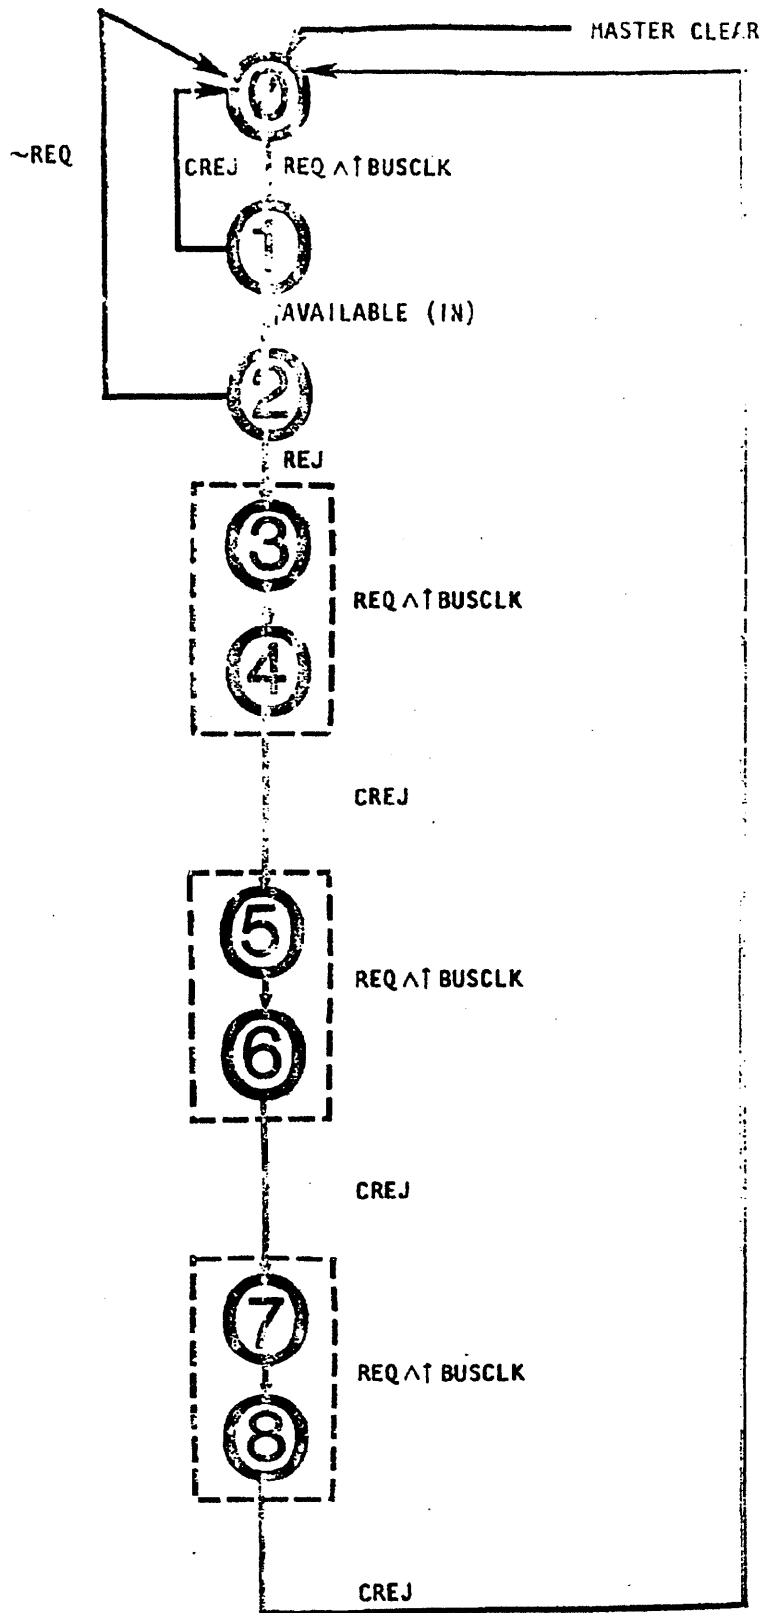 MASTER CLEAR
0
~REQ
CREJ REQ ∧↑ BUSCLK
1
AVAILABLE (IN)
2
REJ
3
REQ ∧↑ BUSCLK
4
CREJ
5
REQ ∧↑ BUSCLK
6
CREJ
7
REQ ∧↑ BUSCLK
8
CREJ